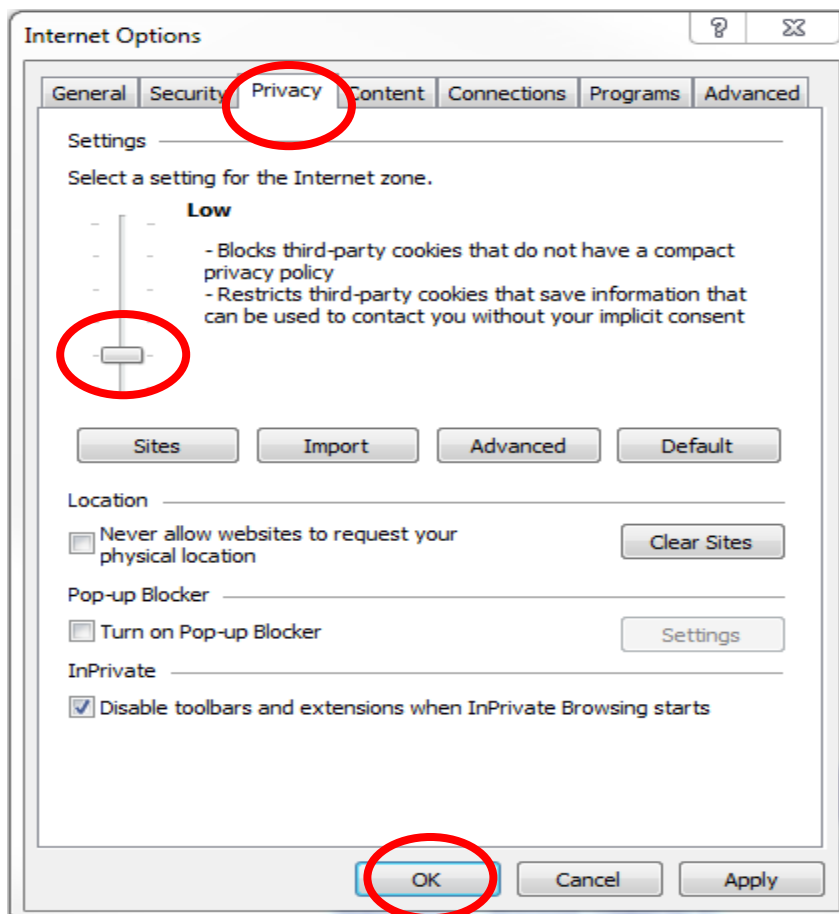 Internet Options
General Security Privacy Content Connections Programs Advanced
Settings
Select a setting for the Internet zone.
Low
- Blocks third-party cookies that do not have a compact
privacy policy
- Restricts third-party cookies that save information that
can be used to contact you without your implicit consent
Sites Import Advanced Default
Location
Never allow websites to request your
physical location
Clear Sites
Pop-up Blocker
Turn on Pop-up Blocker
Settings
InPrivate
Disable toolbars and extensions when InPrivate Browsing starts
OK Cancel Apply